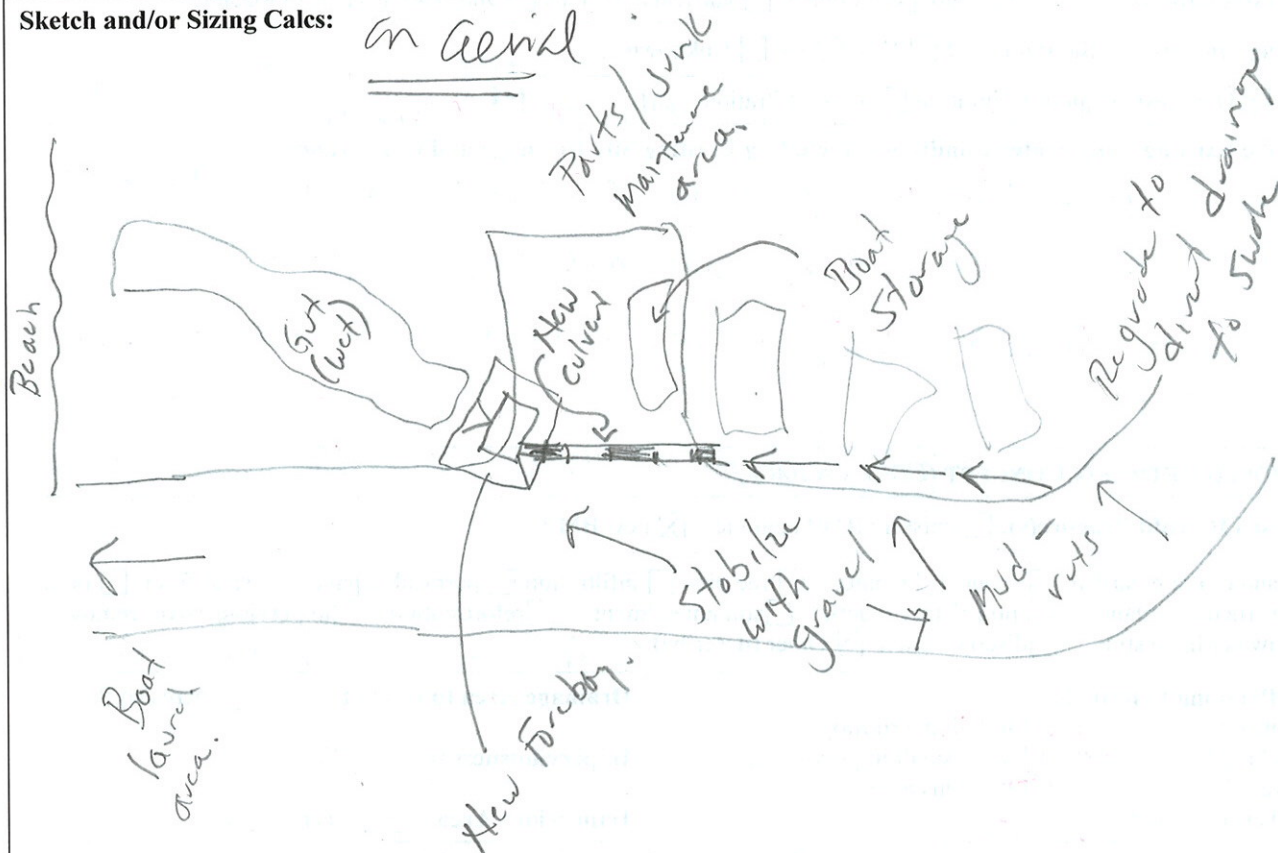 Sketch and/or Sizing Calcs:
on aerial
Parts/Junk
maintenance
area.
Beach
Gut
(wet)
New
culvert
Boat
Storage
Regrade to
divert drainage
to swale
Stabilize
with
gravel
Mud -
ruts
Boat
launch
area.
New Forebay.